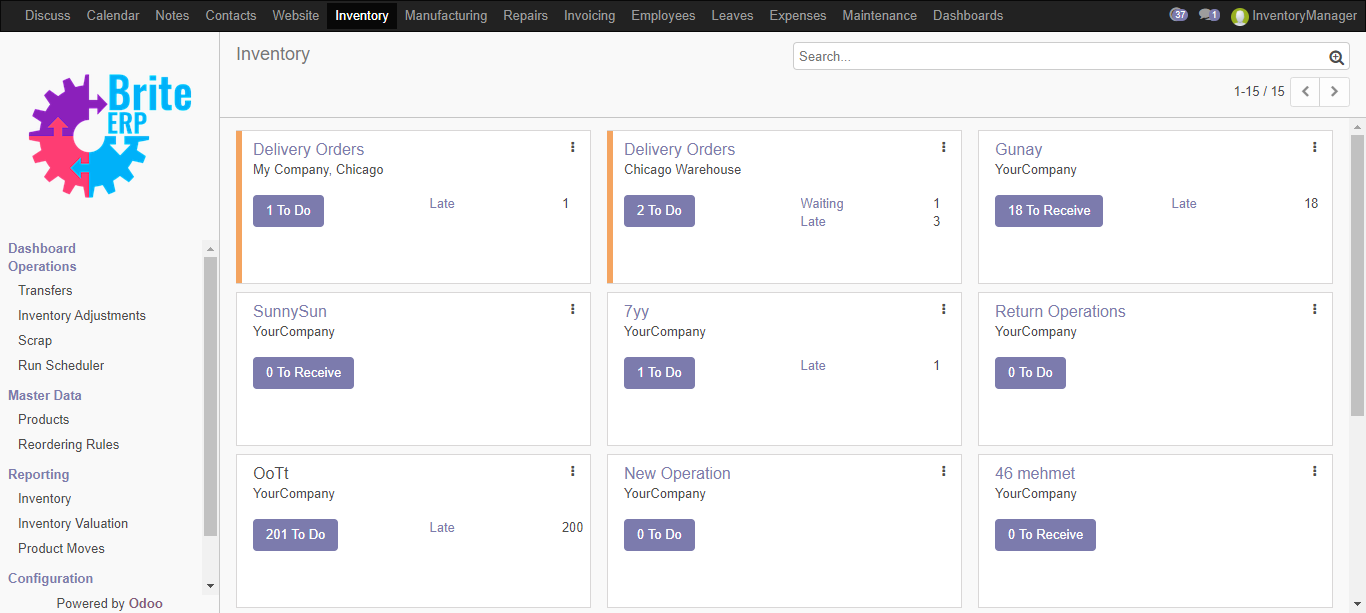 Discuss Calendar Notes Contacts Website Inventory Manufacturing Repairs Invoicing Employees Leaves Expenses Maintenance Dashboards 37 1 InventoryManager
Brite
ERP
Dashboard
Operations
Transfers
Inventory Adjustments
Scrap
Run Scheduler
Master Data
Products
Reordering Rules
Reporting
Inventory
Inventory Valuation
Product Moves
Configuration
Powered by Odoo
Inventory
Search...
1-15 / 15
Delivery Orders
My Company, Chicago
1 To Do
Late 1
Delivery Orders
Chicago Warehouse
2 To Do
Waiting 1
Late 3
Gunay
YourCompany
18 To Receive
Late 18
SunnySun
YourCompany
0 To Receive
7yy
YourCompany
1 To Do
Late 1
Return Operations
YourCompany
0 To Do
OoTt
YourCompany
201 To Do
Late 200
New Operation
YourCompany
0 To Do
46 mehmet
YourCompany
0 To Receive